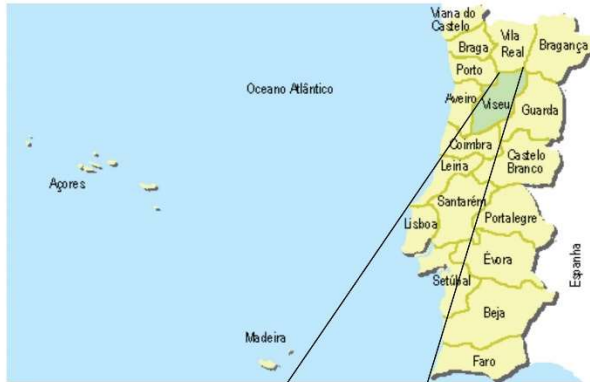 Viana do
Castelo
Vila
Real
Bragança
Braga
Porto
Oceano Atlântico
Aveiro
Viseu
Guarda
Coimbra
Castelo
Branco
Leiria
Açores
Santarém
Lisboa
Portalegre
Évora
Espanha
Setúbal
Beja
Madeira
Faro